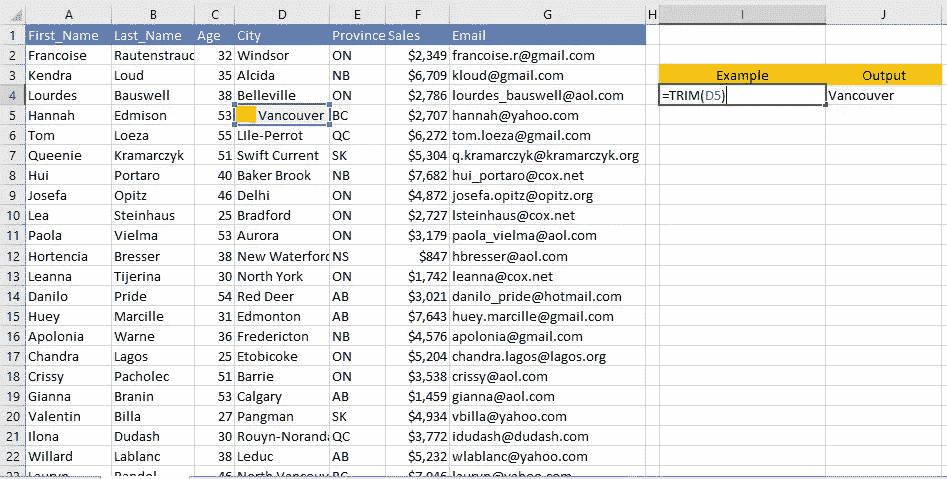 A B C D E F G H I J
1 First_Name Last_Name Age City Province Sales Email
2 Francoise Rautenstrauc 32 Windsor ON $2,349 francoise.r@gmail.com
3 Kendra Loud 35 Alcida NB $6,709 kloud@gmail.com Example Output
4 Lourdes Bauswell 38 Belleville ON $2,786 lourdes_bauswell@aol.com =TRIM(D5) Vancouver
5 Hannah Edmison 53 Vancouver BC $2,707 hannah@yahoo.com
6 Tom Loeza 55 LIle-Perrot QC $6,272 tom.loeza@gmail.com
7 Queenie Kramarczyk 51 Swift Current SK $5,304 q.kramarczyk@kramarczyk.org
8 Hui Portaro 40 Baker Brook NB $7,682 hui_portaro@cox.net
9 Josefa Opitz 46 Delhi ON $4,872 josefa.opitz@opitz.org
10 Lea Steinhaus 25 Bradford ON $2,727 lsteinhaus@cox.net
11 Paola Vielma 53 Aurora ON $3,179 paola_vielma@aol.com
12 Hortencia Bresser 38 New Waterford NS $847 hbresser@aol.com
13 Leanna Tijerina 30 North York ON $1,742 leanna@cox.net
14 Danilo Pride 54 Red Deer AB $3,021 danilo_pride@hotmail.com
15 Huey Marcille 31 Edmonton AB $7,643 huey.marcille@gmail.com
16 Apolonia Warne 36 Fredericton NB $4,576 apolonia@gmail.com
17 Chandra Lagos 25 Etobicoke ON $5,204 chandra.lagos@lagos.org
18 Crissy Pacholec 51 Barrie ON $3,538 crissy@aol.com
19 Gianna Branin 53 Calgary AB $1,459 gianna@aol.com
20 Valentin Billa 27 Pangman SK $4,934 vbilla@yahoo.com
21 Ilona Dudash 30 Rouyn-Noranda QC $3,772 idudash@dudash.com
22 Willard Lablanc 38 Leduc AB $5,232 wlablanc@yahoo.com